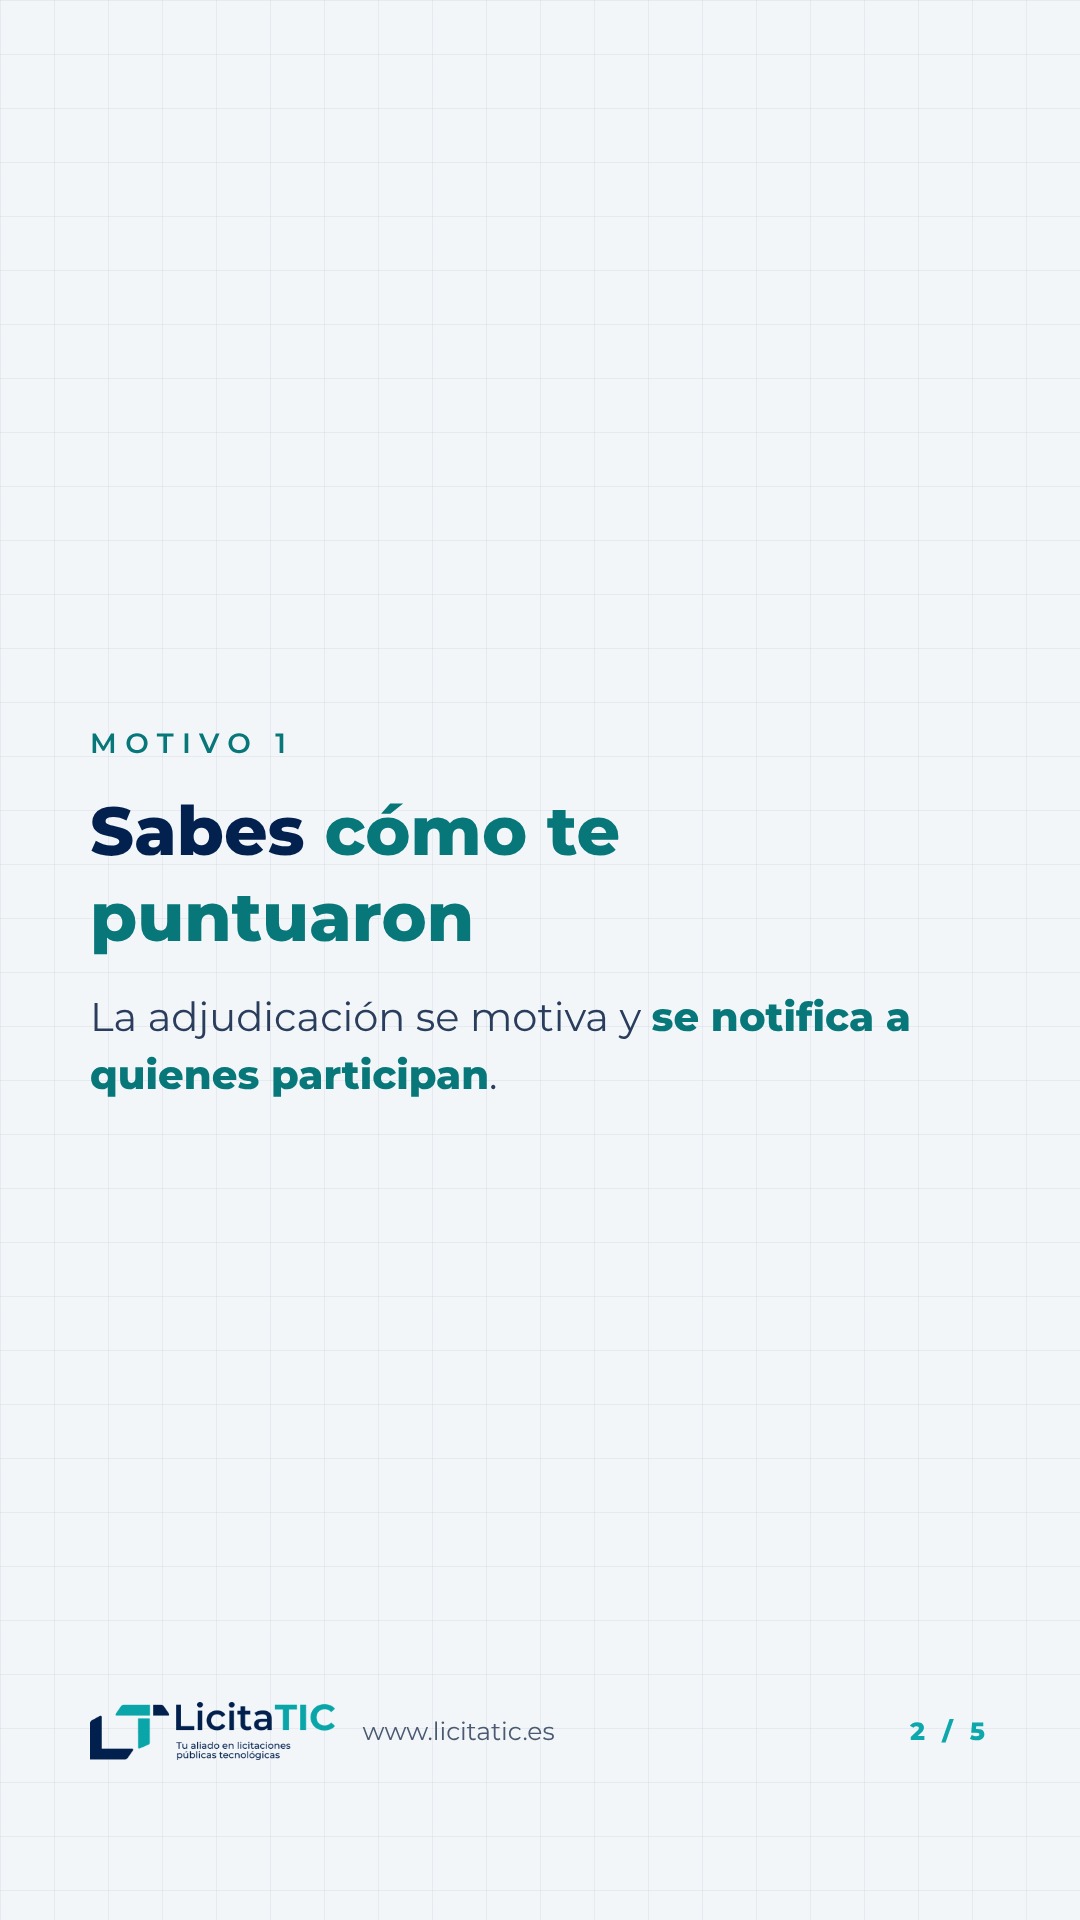 MOTIVO 1
Sabes cómo te
puntuaron
La adjudicación se motiva y se notifica a
quienes participan.
LicitaTIC
Tu aliado en licitaciones
públicas tecnológicas
www.licitatic.es
2 / 5